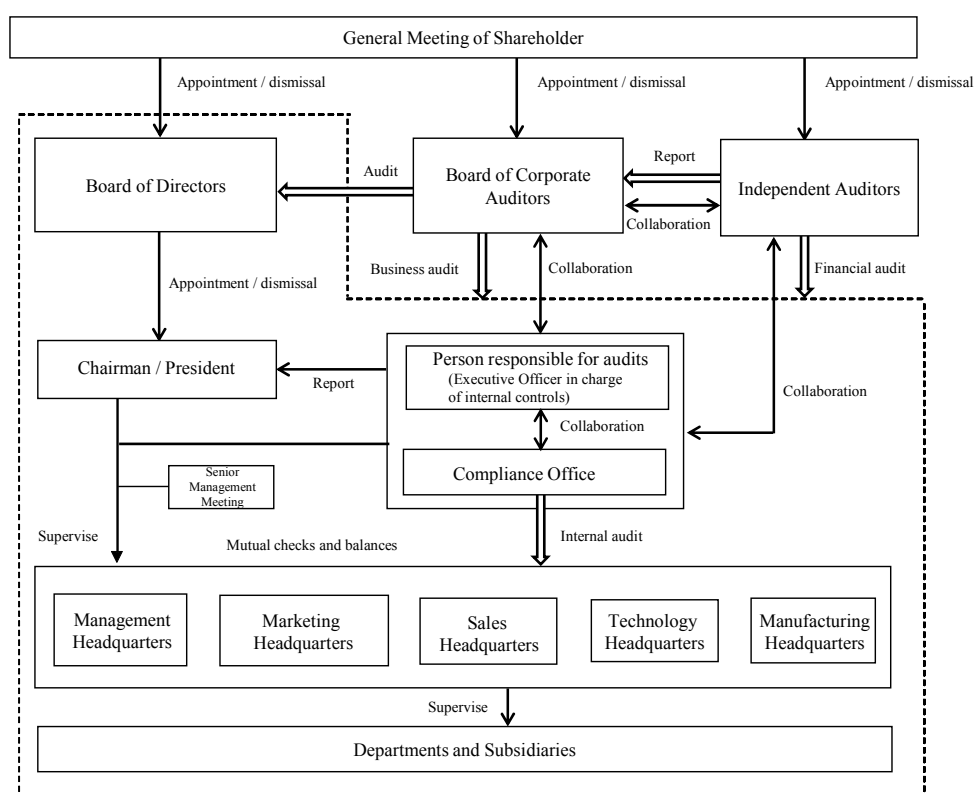 General Meeting of Shareholder
Appointment / dismissal
Appointment / dismissal
Appointment / dismissal
Board of Directors
Audit
Board of Corporate
Auditors
Report
Collaboration
Independent Auditors
Appointment / dismissal
Business audit
Collaboration
Financial audit
Chairman / President
Report
Person responsible for audits
(Executive Officer in charge
of internal controls)
Collaboration
Compliance Office
Collaboration
Senior
Management
Meeting
Supervise
Mutual checks and balances
Internal audit
Management
Headquarters
Marketing
Headquarters
Sales
Headquarters
Technology
Headquarters
Manufacturing
Headquarters
Supervise
Departments and Subsidiaries